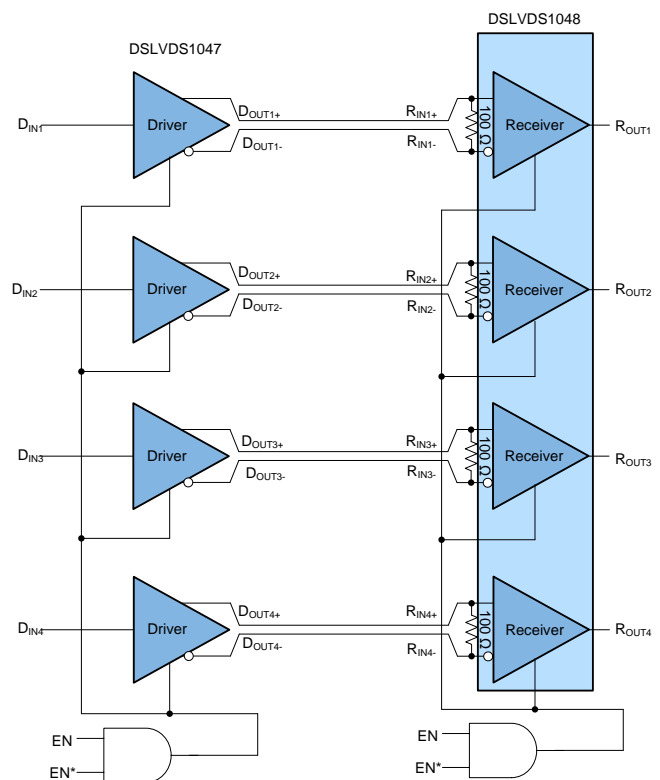 DSLVDS1047
DSLVDS1048
DIN1
Driver
DOUT1+
DOUT1-
RIN1+
RIN1-
100 Ω
Receiver
ROUT1
DIN2
Driver
DOUT2+
DOUT2-
RIN2+
RIN2-
100 Ω
Receiver
ROUT2
DIN3
Driver
DOUT3+
DOUT3-
RIN3+
RIN3-
100 Ω
Receiver
ROUT3
DIN4
Driver
DOUT4+
DOUT4-
RIN4+
RIN4-
100 Ω
Receiver
ROUT4
EN
EN*
EN
EN*